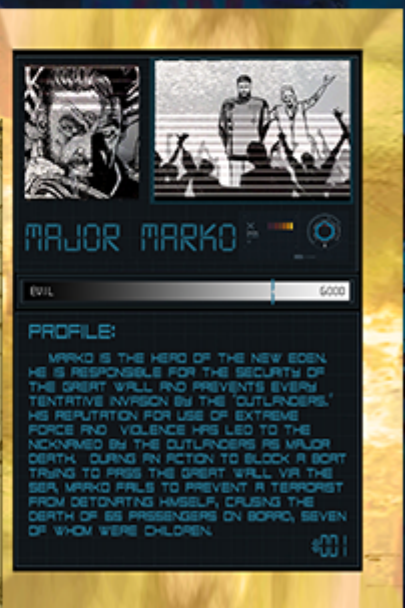 MAJOR MARKO
EVIL GOOD
PROFILE:
MARKO IS THE HERO OF THE NEW EDEN.
HE IS RESPONSIBLE FOR THE SECURITY OF
THE GREAT WALL AND PREVENTS EVERY
TENTATIVE INVASION BY THE "OUTLANDERS."
HIS REPUTATION FOR USE OF EXTREME
FORCE AND VIOLENCE HAS LED TO THE
NICKNAMED BY THE OUTLANDERS AS MAJOR
DEATH. DURING AN ACTION TO BLOCK A BOAT
TRYING TO PASS THE GREAT WALL VIA THE
SEA, MARKO FAILS TO PREVENT A TERRORIST
FROM DETONATING HIMSELF, CAUSING THE
DEATH OF 65 PASSENGERS ON BOARD, SEVEN
OF WHOM WERE CHILDREN.
#001